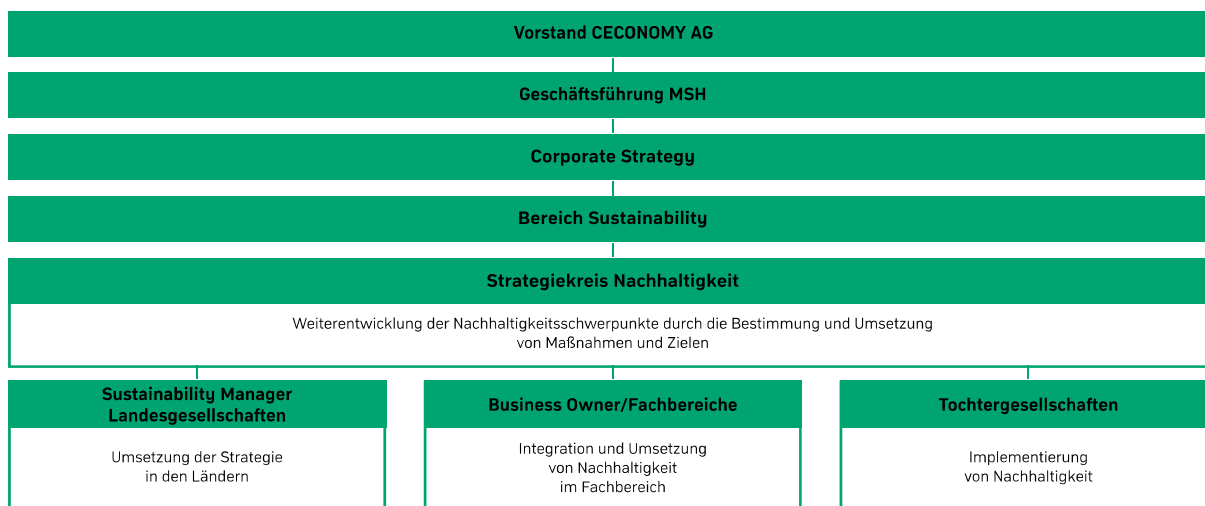 Vorstand CECONOMY AG
Geschäftsführung MSH
Corporate Strategy
Bereich Sustainability
Strategiekreis Nachhaltigkeit
Weiterentwicklung der Nachhaltigkeitsschwerpunkte durch die Bestimmung und Umsetzung
von Maßnahmen und Zielen
Sustainability Manager
Landesgesellschaften
Umsetzung der Strategie
in den Ländern
Business Owner/Fachbereiche
Integration und Umsetzung
von Nachhaltigkeit
im Fachbereich
Tochtergesellschaften
Implementierung
von Nachhaltigkeit